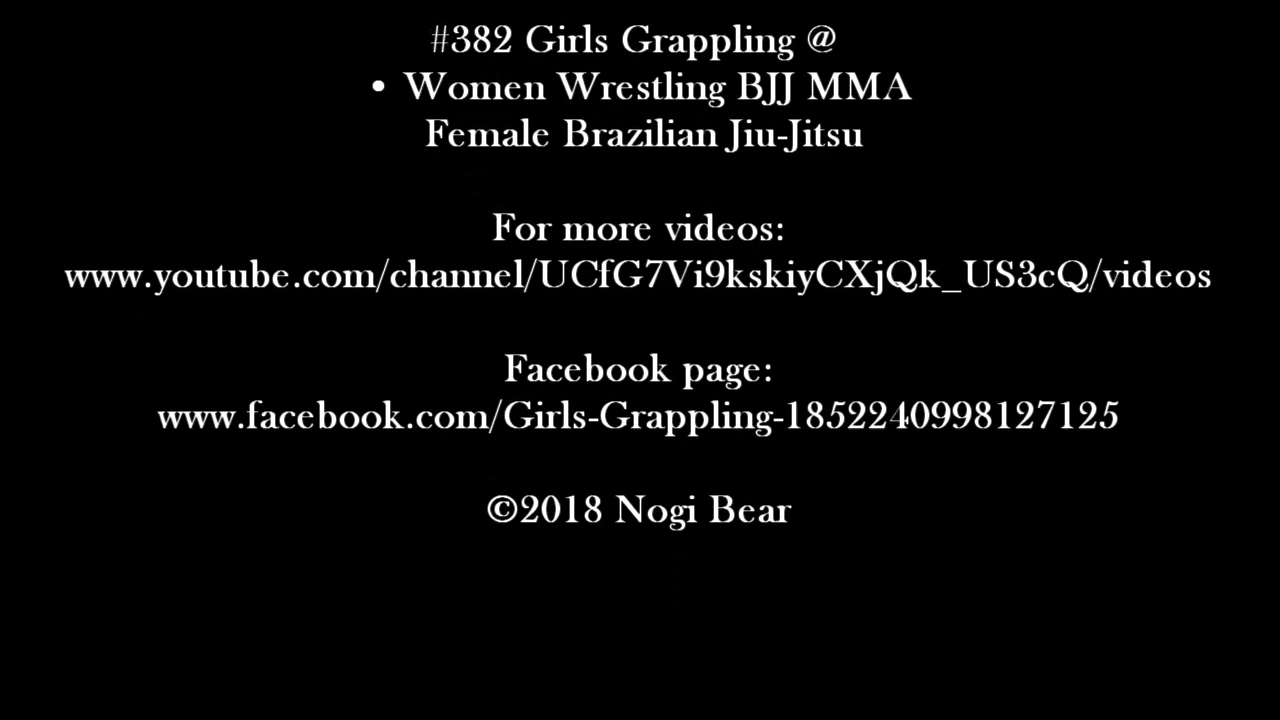 #382 Girls Grappling @
• Women Wrestling BJJ MMA
Female Brazilian Jiu-Jitsu
For more videos:
www.youtube.com/channel/UCfG7Vi9kskiyCXjQk_US3cQ/videos
Facebook page:
www.facebook.com/Girls-Grappling-1852240998127125
©2018 Nogi Bear